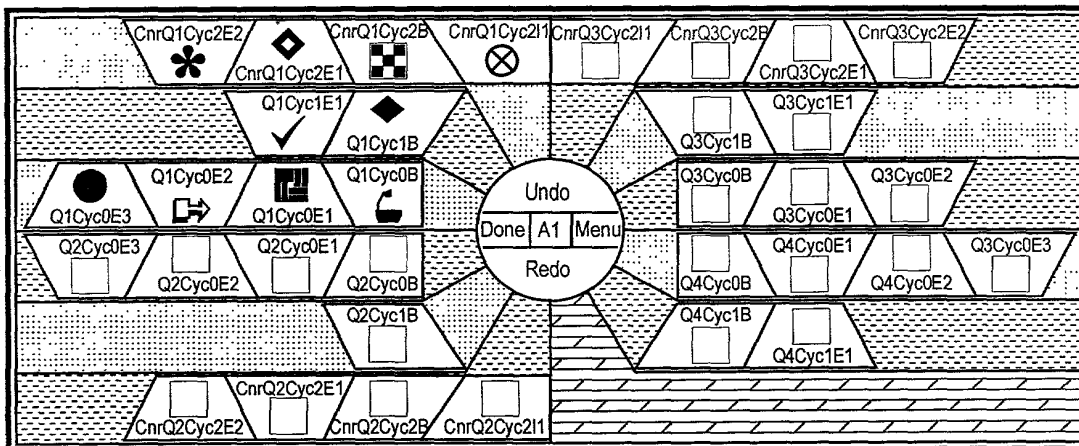 CnrQ1Cyc2E2 CnrQ1Cyc2B CnrQ1Cyc2I1 CnrQ3Cyc2I1 CnrQ3Cyc2B CnrQ3Cyc2E2
CnrQ1Cyc2E1 CnrQ3Cyc2E1
Q1Cyc1E1 Q3Cyc1E1
Q1Cyc1B Q3Cyc1B
Q1Cyc0E2 Q1Cyc0B Q3Cyc0B Q3Cyc0E2
Undo
Q1Cyc0E3 Q1Cyc0E1 Q3Cyc0E1
Done A1 Menu
Q2Cyc0E3 Q2Cyc0E1 Q4Cyc0E1 Q3Cyc0E3
Redo
Q2Cyc0E2 Q2Cyc0B Q4Cyc0B Q4Cyc0E2
Q2Cyc1B Q4Cyc1B
Q4Cyc1E1
CnrQ2Cyc2E1
CnrQ2Cyc2E2 CnrQ2Cyc2B CnrQ2Cyc2I1